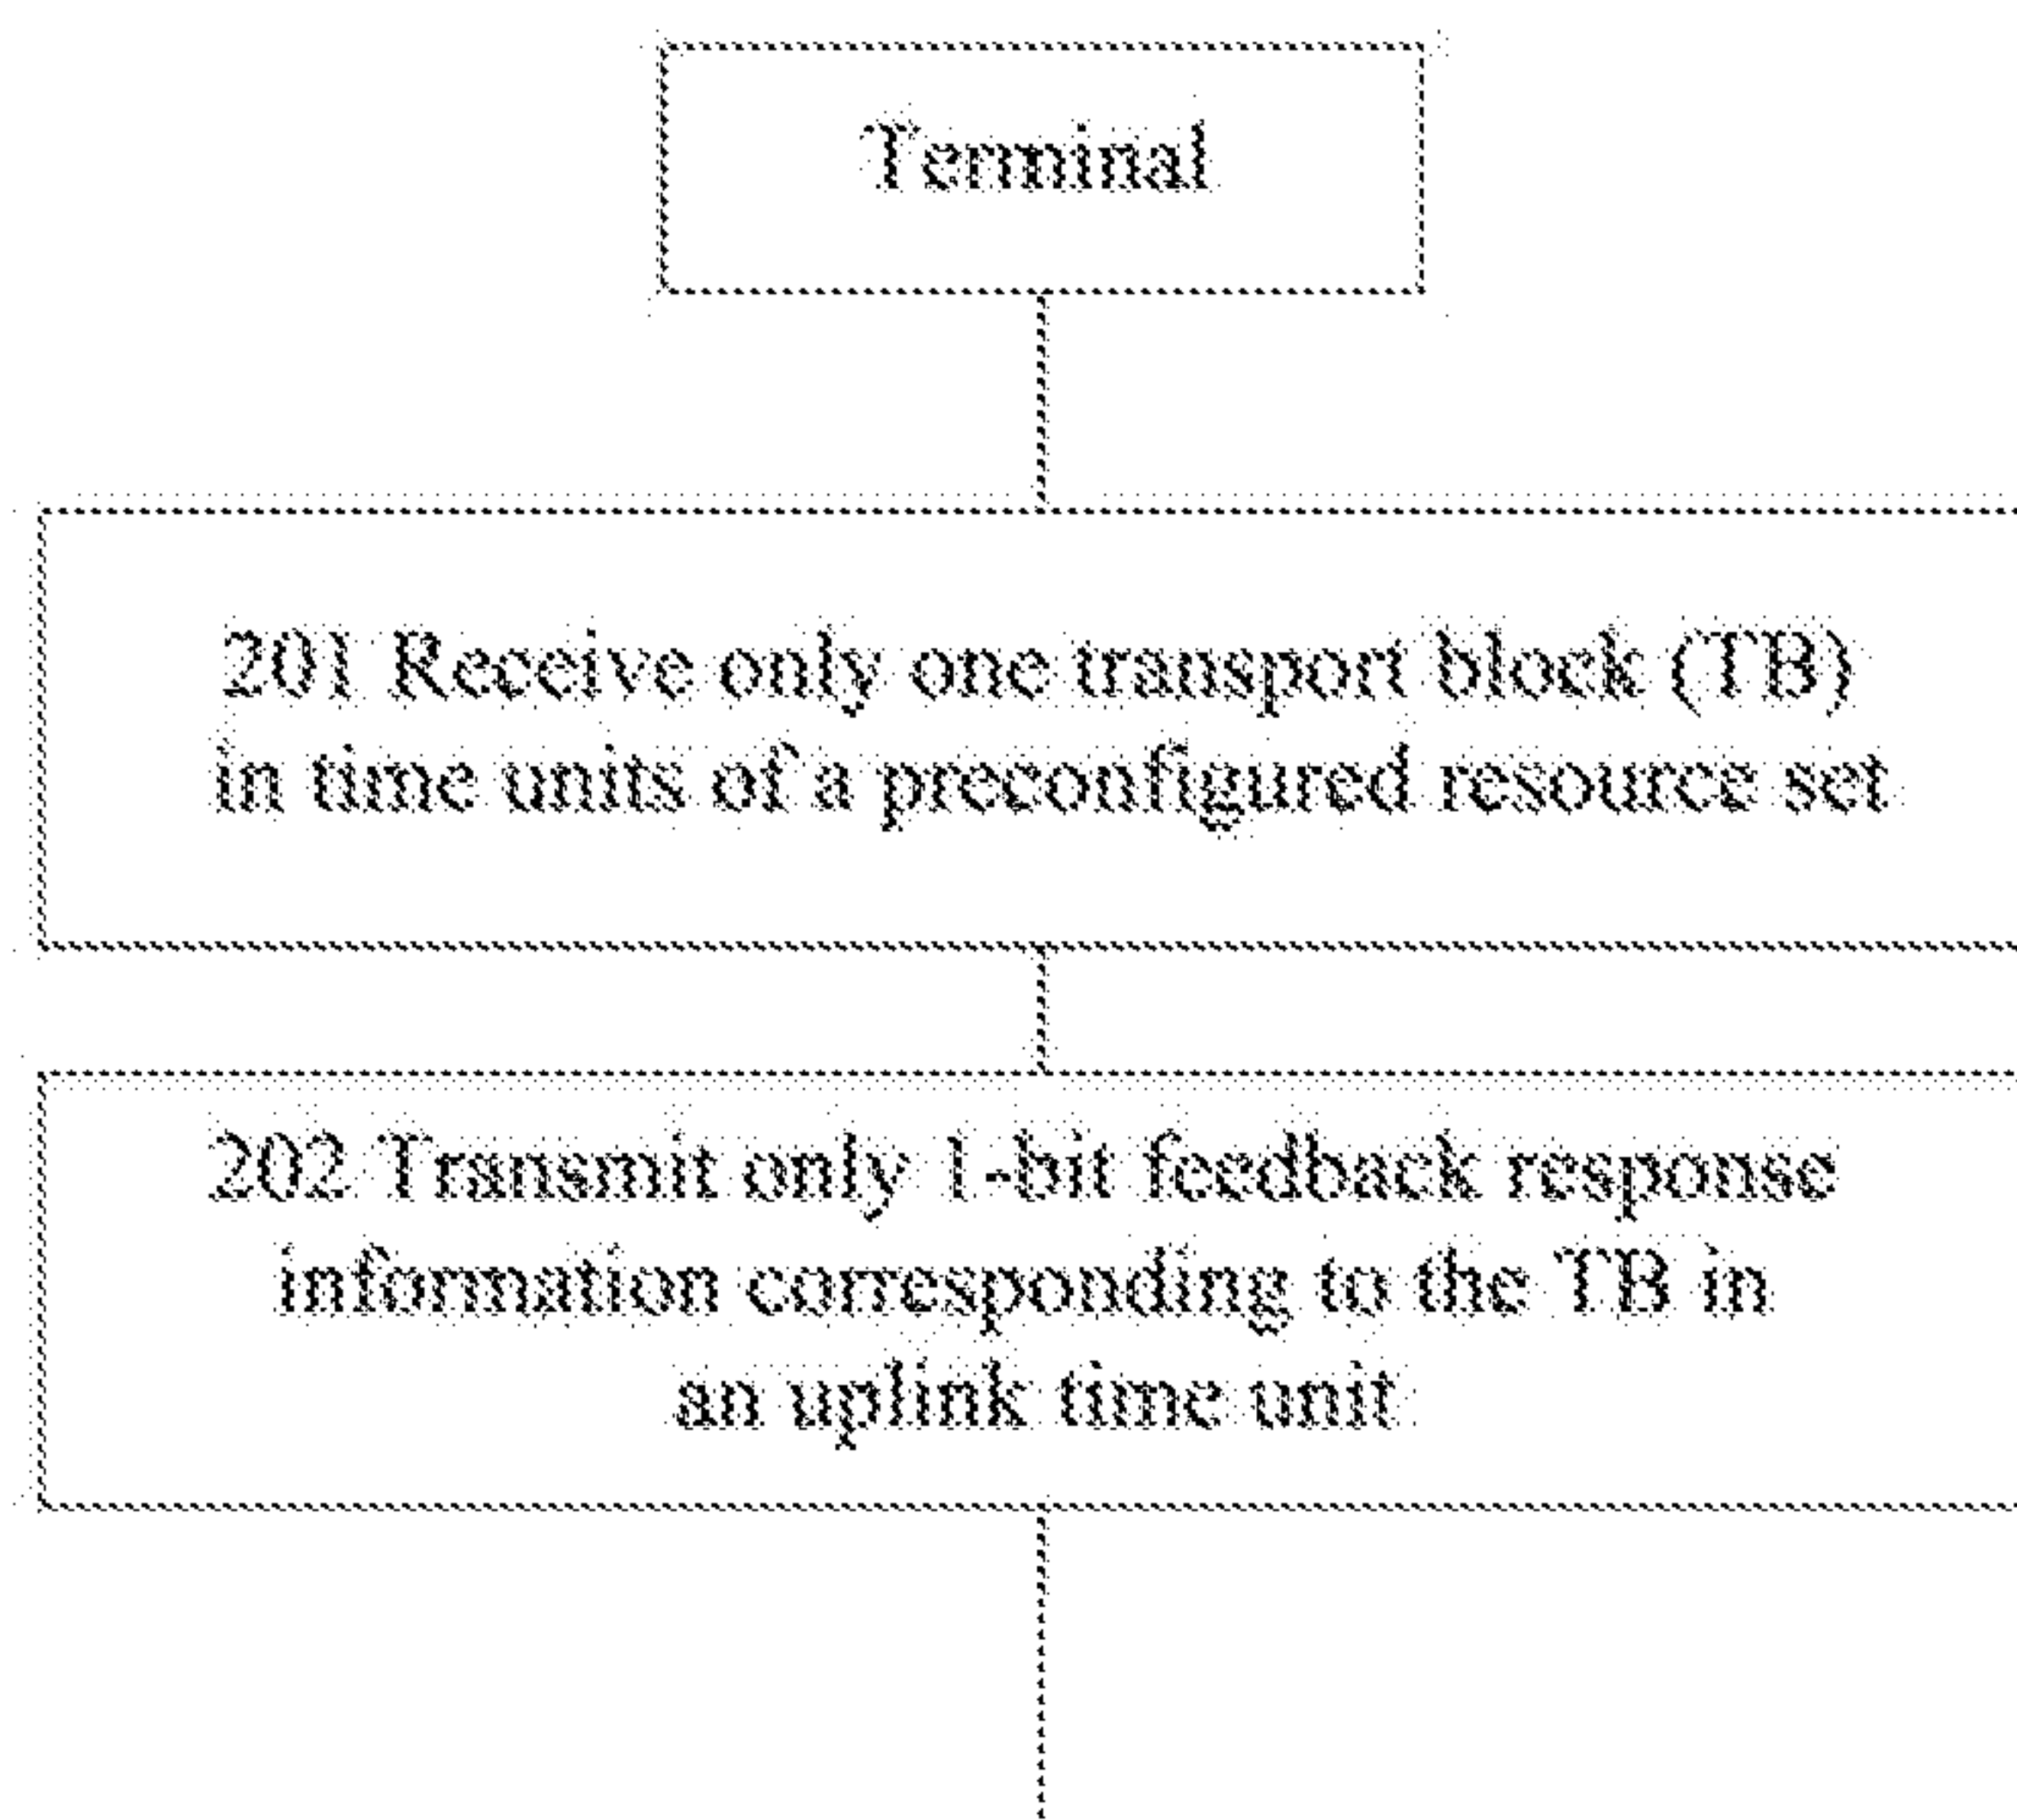 Terminal
201 Receive only one transport block (TB)
in time units of a preconfigured resource set
202 Transmit only 1-bit feedback response
information corresponding to the TB in
an uplink time unit